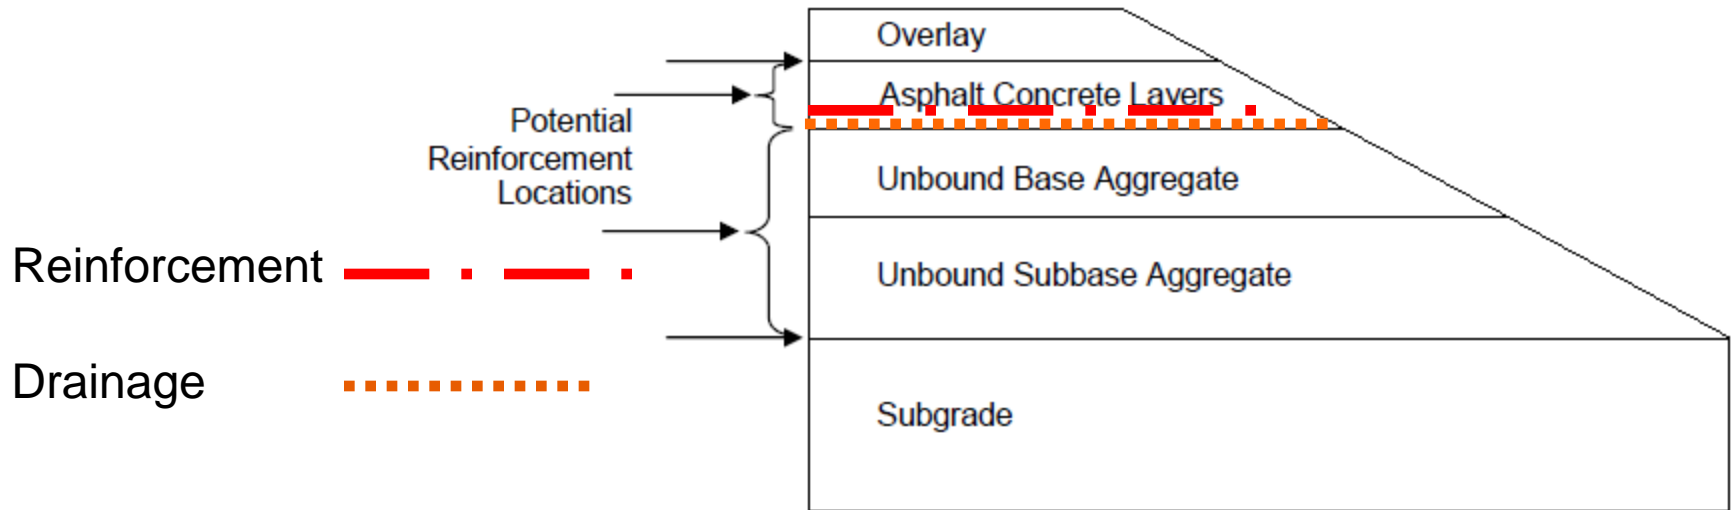 Overlay
Asphalt Concrete Layers
Potential
Reinforcement
Locations
Unbound Base Aggregate
Reinforcement
Unbound Subbase Aggregate
Drainage
Subgrade